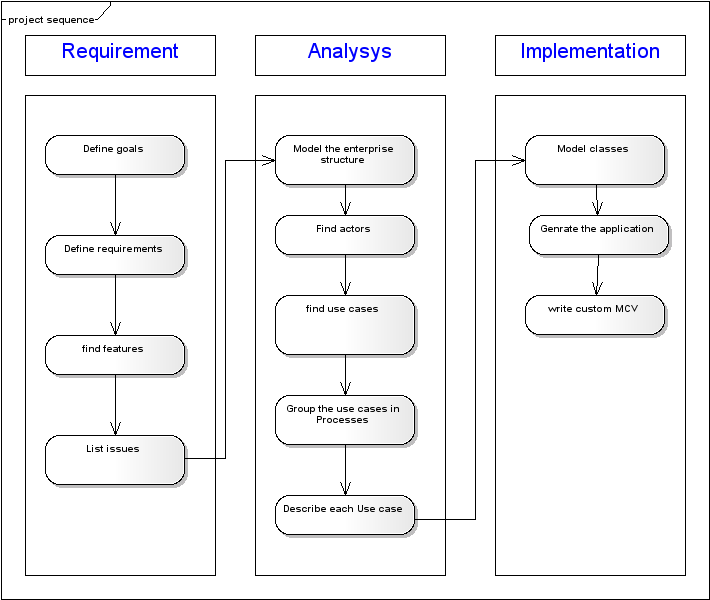 project sequence
Requirement
Analysys
Implementation
Define goals
Define requirements
find features
List issues
Model the enterprise
structure
Find actors
find use cases
Group the use cases in
Processes
Describe each Use case
Model classes
Genrate the application
write custom MCV